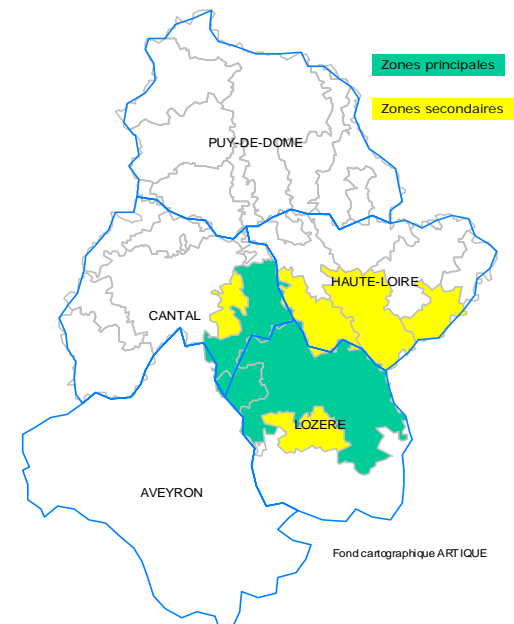 Zones principales
Zones secondaires
PUY-DE-DOME
HAUTE-LOIRE
CANTAL
LOZERE
AVEYRON
Fond cartographique ARTIQUE